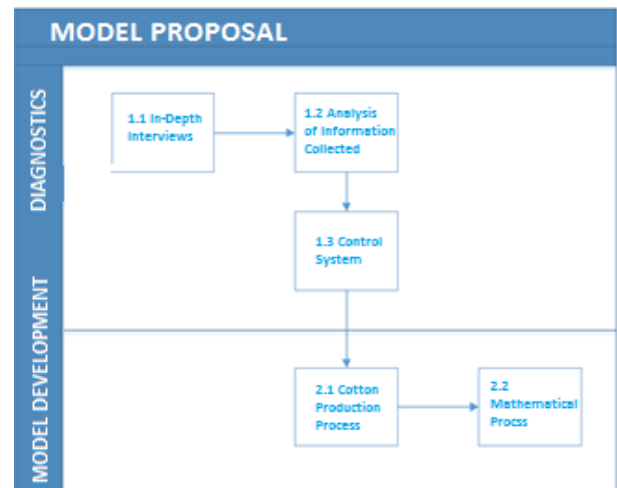 MODEL PROPOSAL
DIAGNOSTICS
1.1 In-Depth
Interviews
1.2 Analysis
of Information
Collected
1.3 Control
System
MODEL DEVELOPMENT
2.1 Cotton
Production
Process
2.2
Mathematical
Procss